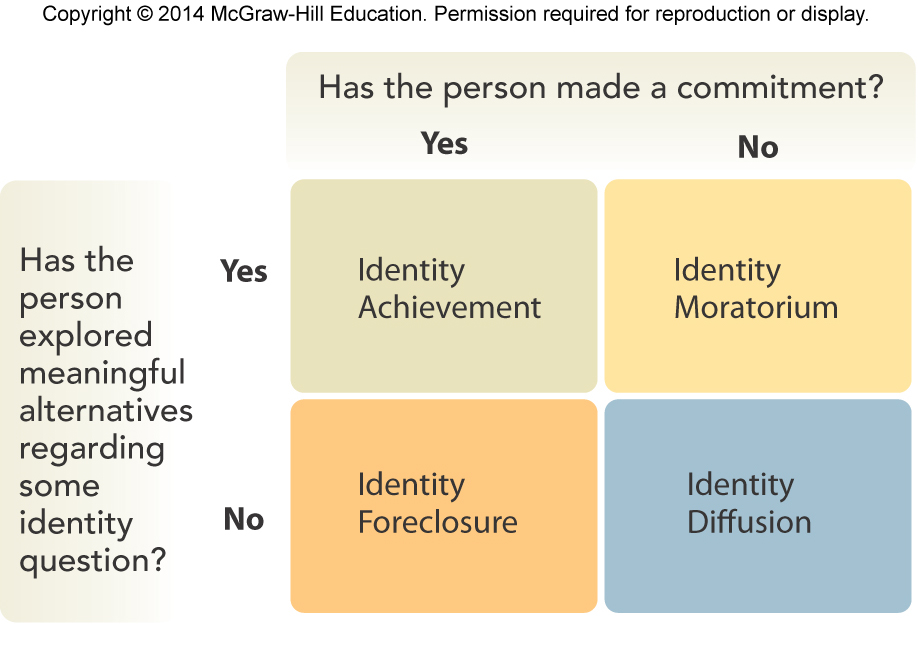 Copyright © 2014 McGraw-Hill Education. Permission required for reproduction or display.
Has the person made a commitment?
Yes
No
Has the
person
explored
meaningful
alternatives
regarding
some
identity
question?
Yes
Identity
Achievement
Identity
Moratorium
No
Identity
Foreclosure
Identity
Diffusion